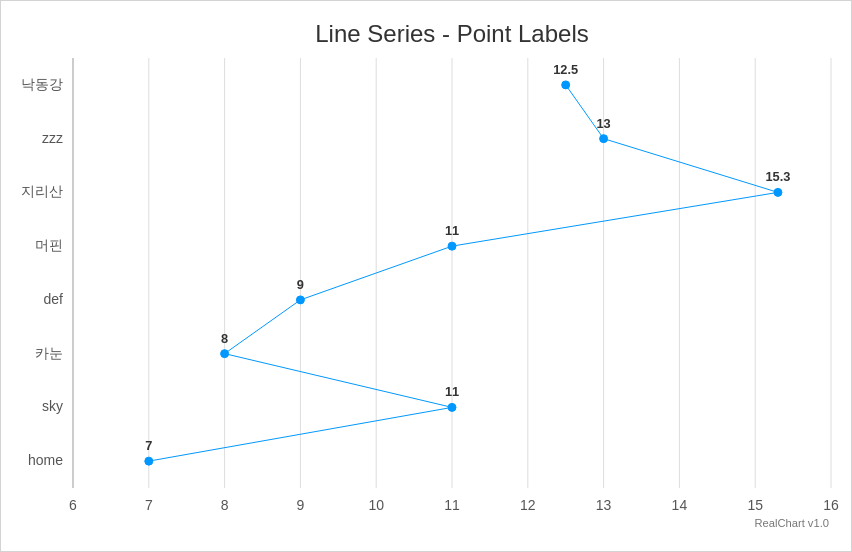 Line Series - Point Labels
낙동강
12.5
zzz
13
지리산
15.3
머핀
11
def
9
카눈
8
sky
11
home
7
6 7 8 9 10 11 12 13 14 15 16
RealChart v1.0